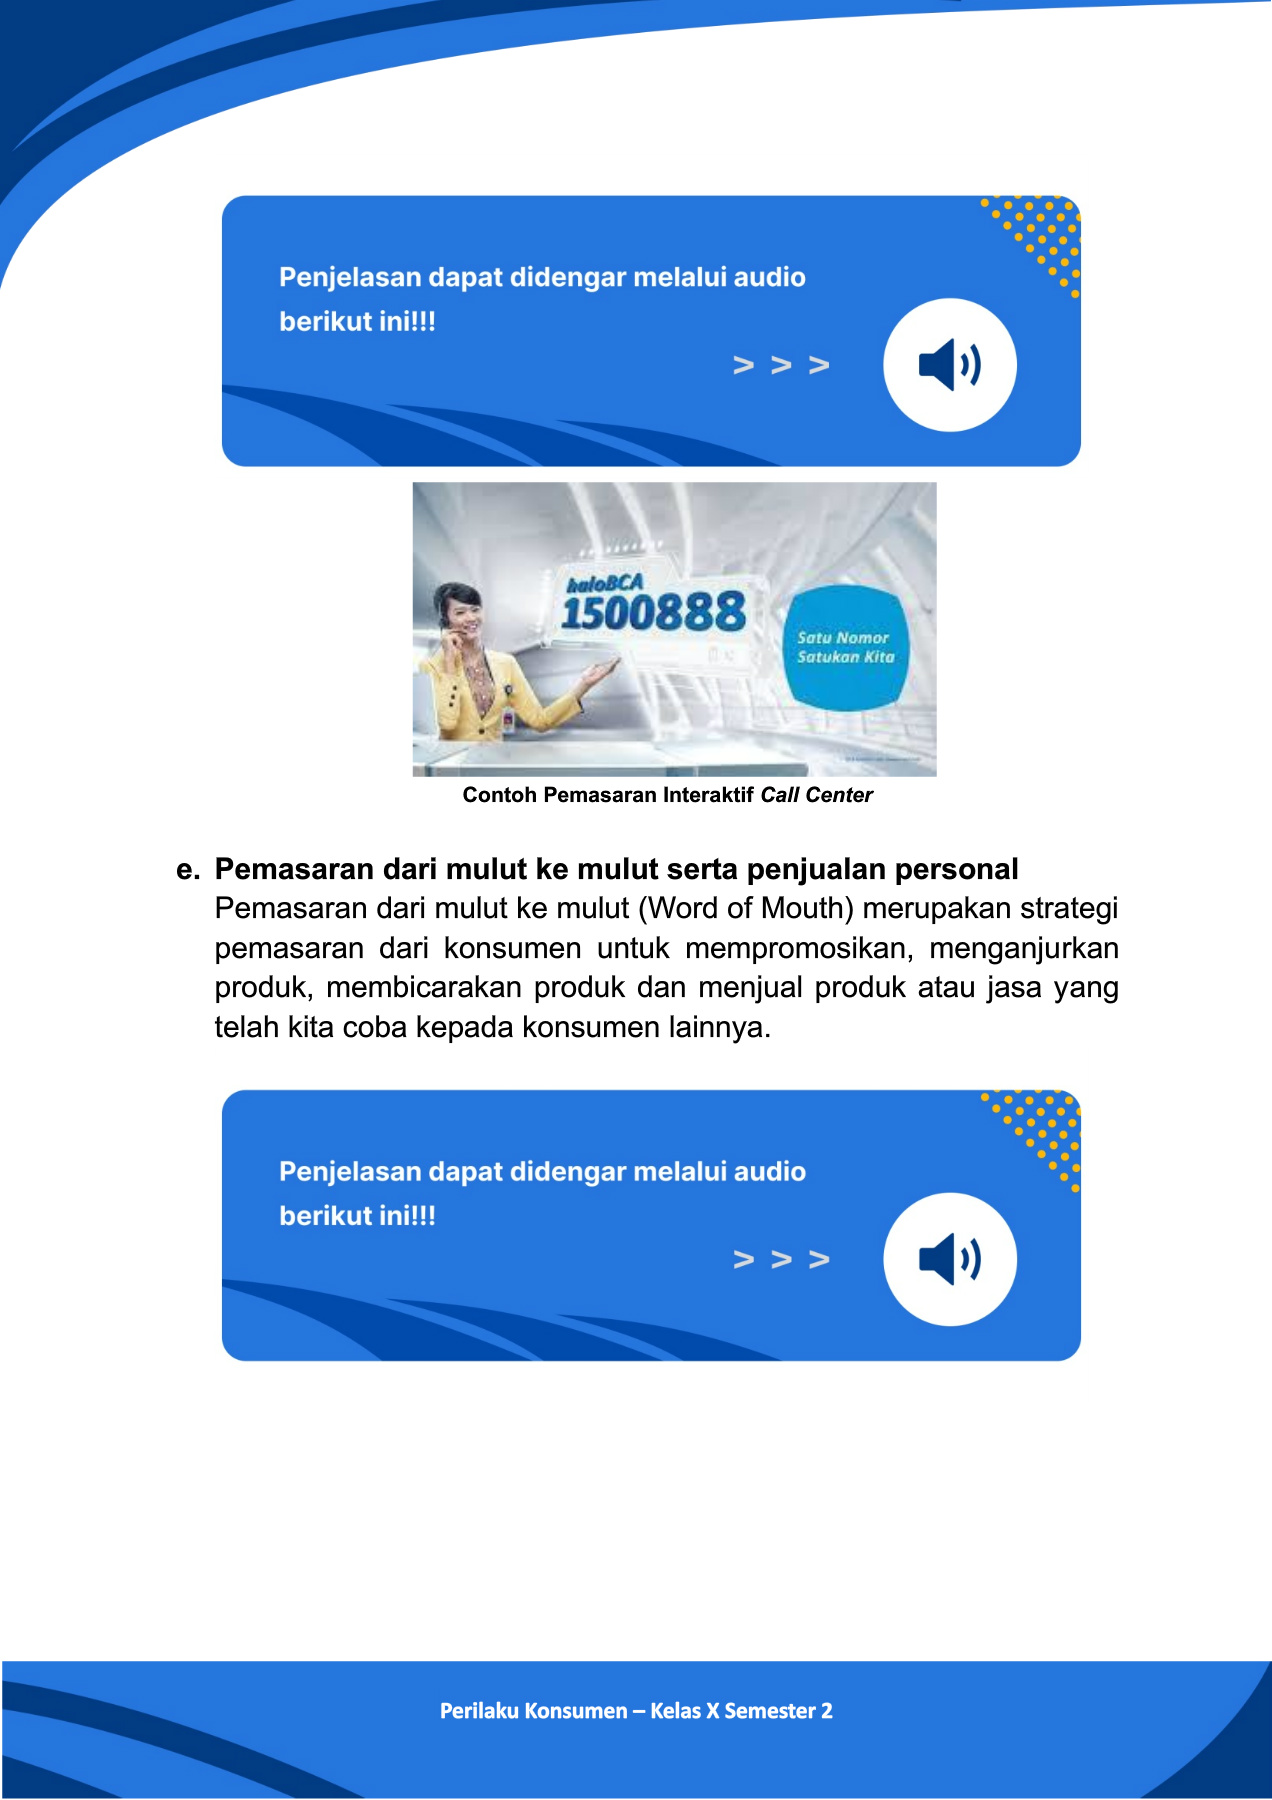 Penjelasan dapat didengar melalui audio
berikut ini!!!
> > >
haloBCA
1500888
Satu Nomor
Satukan Kita
Contoh Pemasaran Interaktif Call Center
e. Pemasaran dari mulut ke mulut serta penjualan personal
Pemasaran dari mulut ke mulut (Word of Mouth) merupakan strategi
pemasaran dari konsumen untuk mempromosikan, menganjurkan
produk, membicarakan produk dan menjual produk atau jasa yang
telah kita coba kepada konsumen lainnya.
Penjelasan dapat didengar melalui audio
berikut ini!!!
> > >
Perilaku Konsumen – Kelas X Semester 2